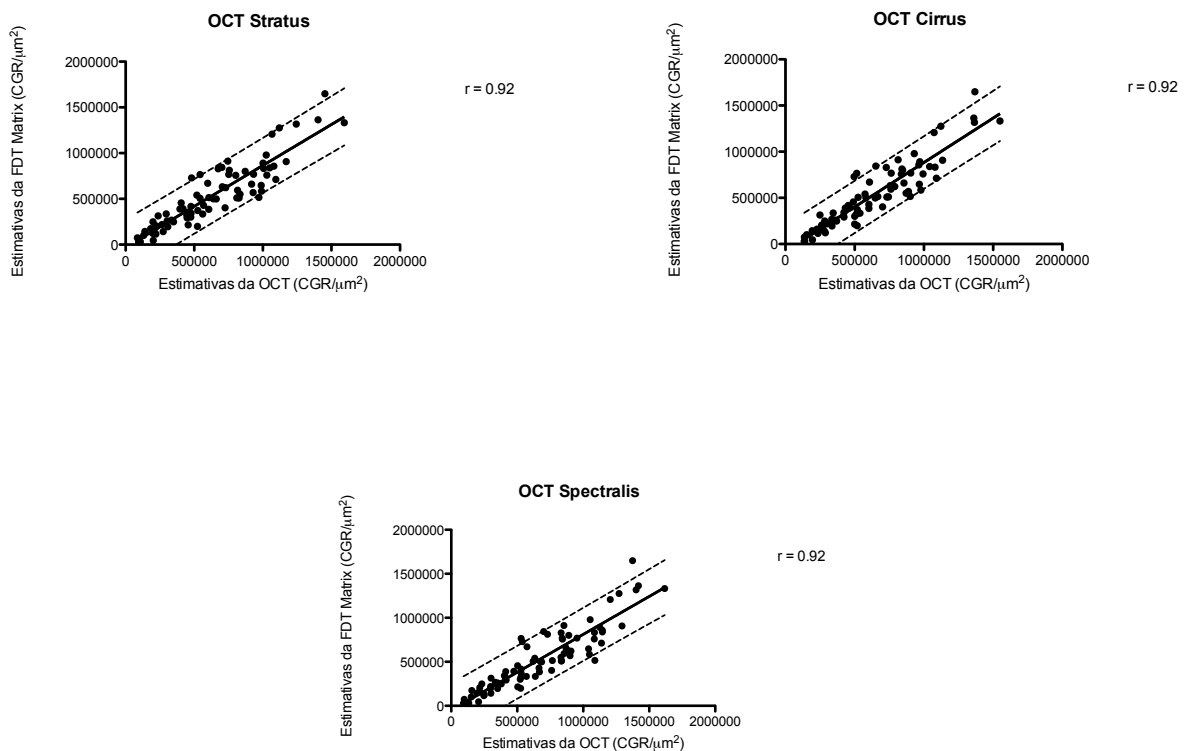 OCT Stratus
Estimativas da FDT Matrix (CGR/μm²)
2000000
1500000
1000000
500000
0
0 500000 1000000 1500000 2000000
Estimativas da OCT (CGR/μm²)
r = 0.92
OCT Cirrus
Estimativas da FDT Matrix (CGR/μm²)
2000000
1500000
1000000
500000
0
0 500000 1000000 1500000 2000000
Estimativas da OCT (CGR/μm²)
r = 0.92
OCT Spectralis
Estimativas da FDT Matrix (CGR/μm²)
2000000
1500000
1000000
500000
0
0 500000 1000000 1500000 2000000
Estimativas da OCT (CGR/μm²)
r = 0.92